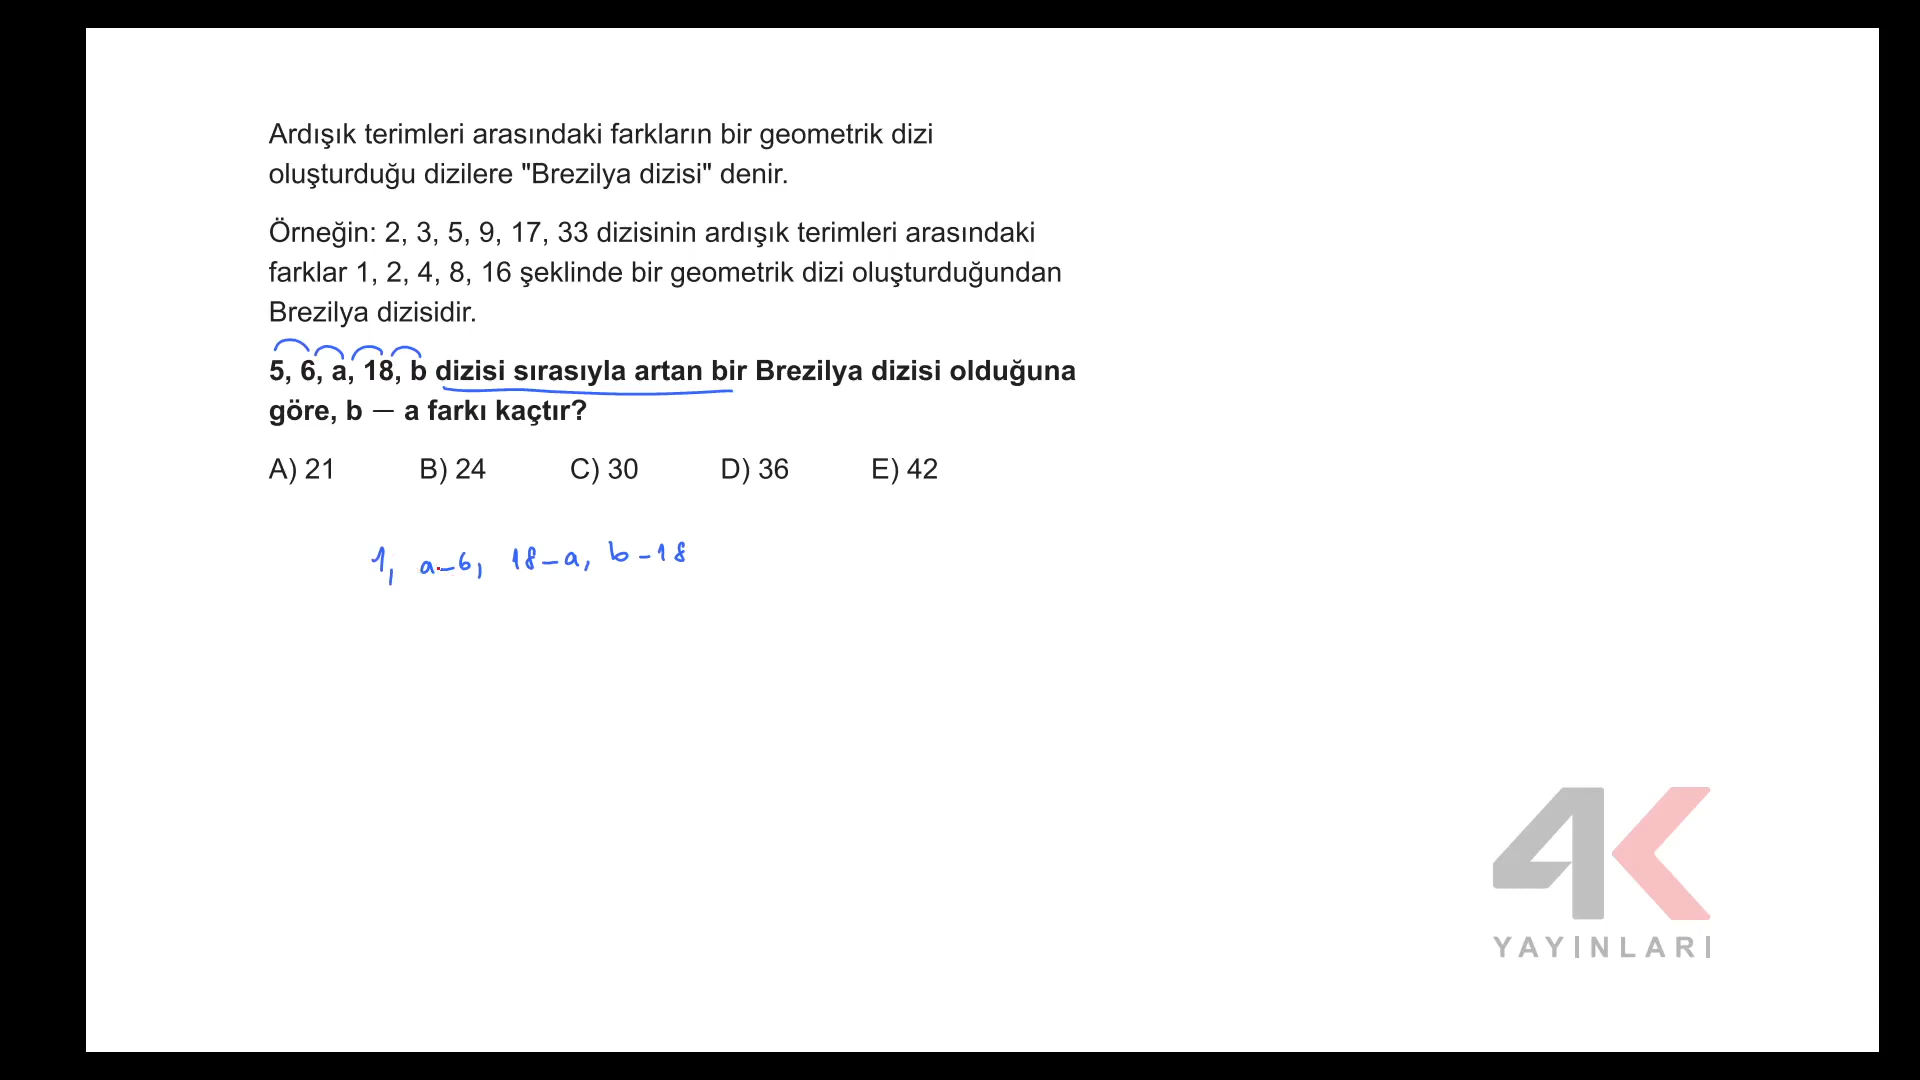 Ardışık terimleri arasındaki farkların bir geometrik dizi
oluşturduğu dizilere "Brezilya dizisi" denir.
Örneğin: 2, 3, 5, 9, 17, 33 dizisinin ardışık terimleri arasındaki
farklar 1, 2, 4, 8, 16 şeklinde bir geometrik dizi oluşturduğundan
Brezilya dizisidir.
5, 6, a, 18, b dizisi sırasıyla artan bir Brezilya dizisi olduğuna
göre, b — a farkı kaçtır?
A) 21 B) 24 C) 30 D) 36 E) 42
1, a-6, 18-a, b-18
4K
YAYINLARI